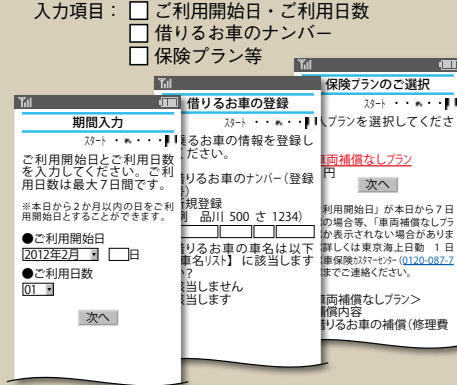 入力項目： □ ご利用開始日・ご利用日数
□ 借りるお車のナンバー
□ 保険プラン等
期間入力
スタート
ご利用開始日とご利用日数
を入力してください。ご利
用日数は最大7日間です。
※本日から2か月以内の日をご利
用開始日とすることができます。
●ご利用開始日
2012年2月 日
●ご利用日数
01
次へ
借りるお車の登録
スタート
るお車の情報を登録し
ください。
りるお車のナンバー（登録
規登録
品川 500 さ 1234）
りるお車の車名は以下
車名リスト】 に該当します
か？
該当しません
当します
保険プランのご選択
スタート
プランを選択してくださ
両補償なしプラン
円
次へ
利用開始日」が本日から7日
の場合等、「車両補償なしプラ
か表示されない場合がありま
詳しくは東京海上日動 1日
車保険カスタマーセンター(0120-087-7
までご連絡ください。
車両補償なしプラン＞
補償内容
りるお車の補償（修理費